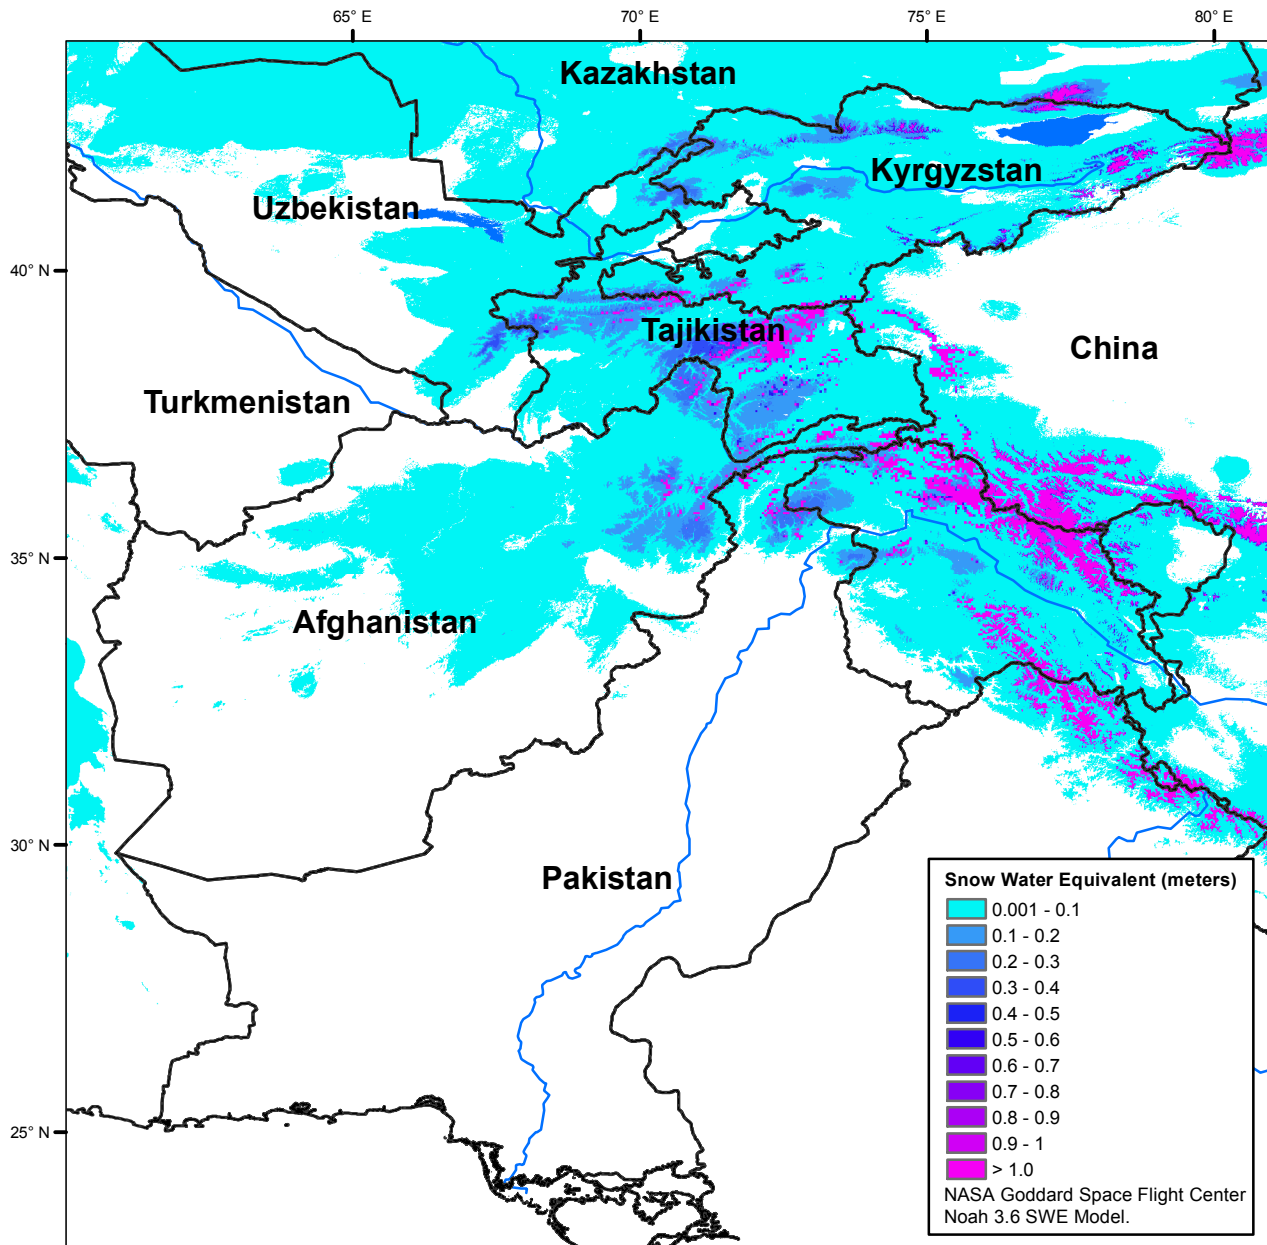 65° E
70° E
75° E
80° E
Kazakhstan
Kyrgyzstan
Uzbekistan
40° N
Tajikistan
China
Turkmenistan
35° N
Afghanistan
30° N
Pakistan
25° N
Snow Water Equivalent (meters)
0.001 - 0.1
0.1 - 0.2
0.2 - 0.3
0.3 - 0.4
0.4 - 0.5
0.5 - 0.6
0.6 - 0.7
0.7 - 0.8
0.8 - 0.9
0.9 - 1
> 1.0
NASA Goddard Space Flight Center
Noah 3.6 SWE Model.